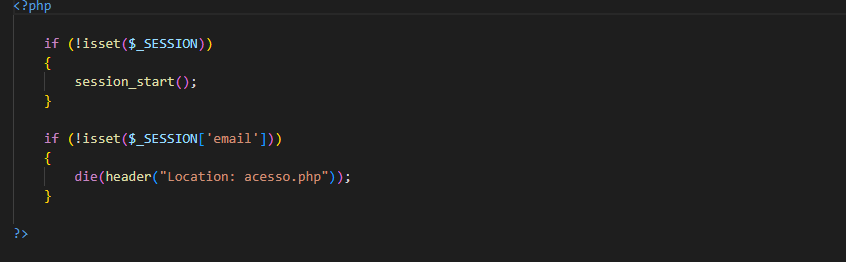 <?php
if (!isset($_SESSION))
{
session_start();
}
if (!isset($_SESSION['email']))
{
die(header("Location: acesso.php"));
}
?>